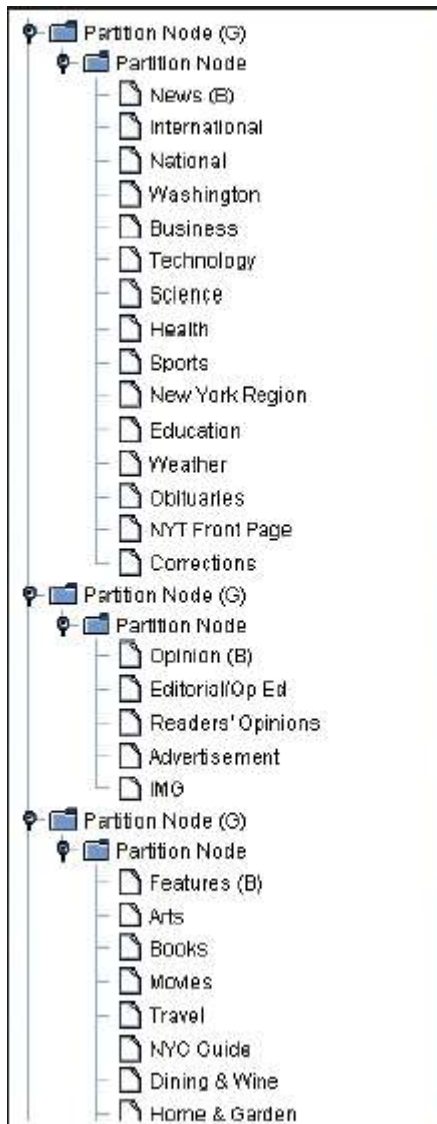 Partition Node (G)
Partition Node
News (B)
International
National
Washington
Business
Technology
Science
Health
Sports
New York Region
Education
Weather
Obituaries
NYT Front Page
Corrections
Partition Node (G)
Partition Node
Opinion (B)
Editorial/Op Ed
Readers' Opinions
Advertisement
IMG
Partition Node (G)
Partition Node
Features (B)
Arts
Books
Movies
Travel
NYC Guide
Dining & Wine
Home & Garden